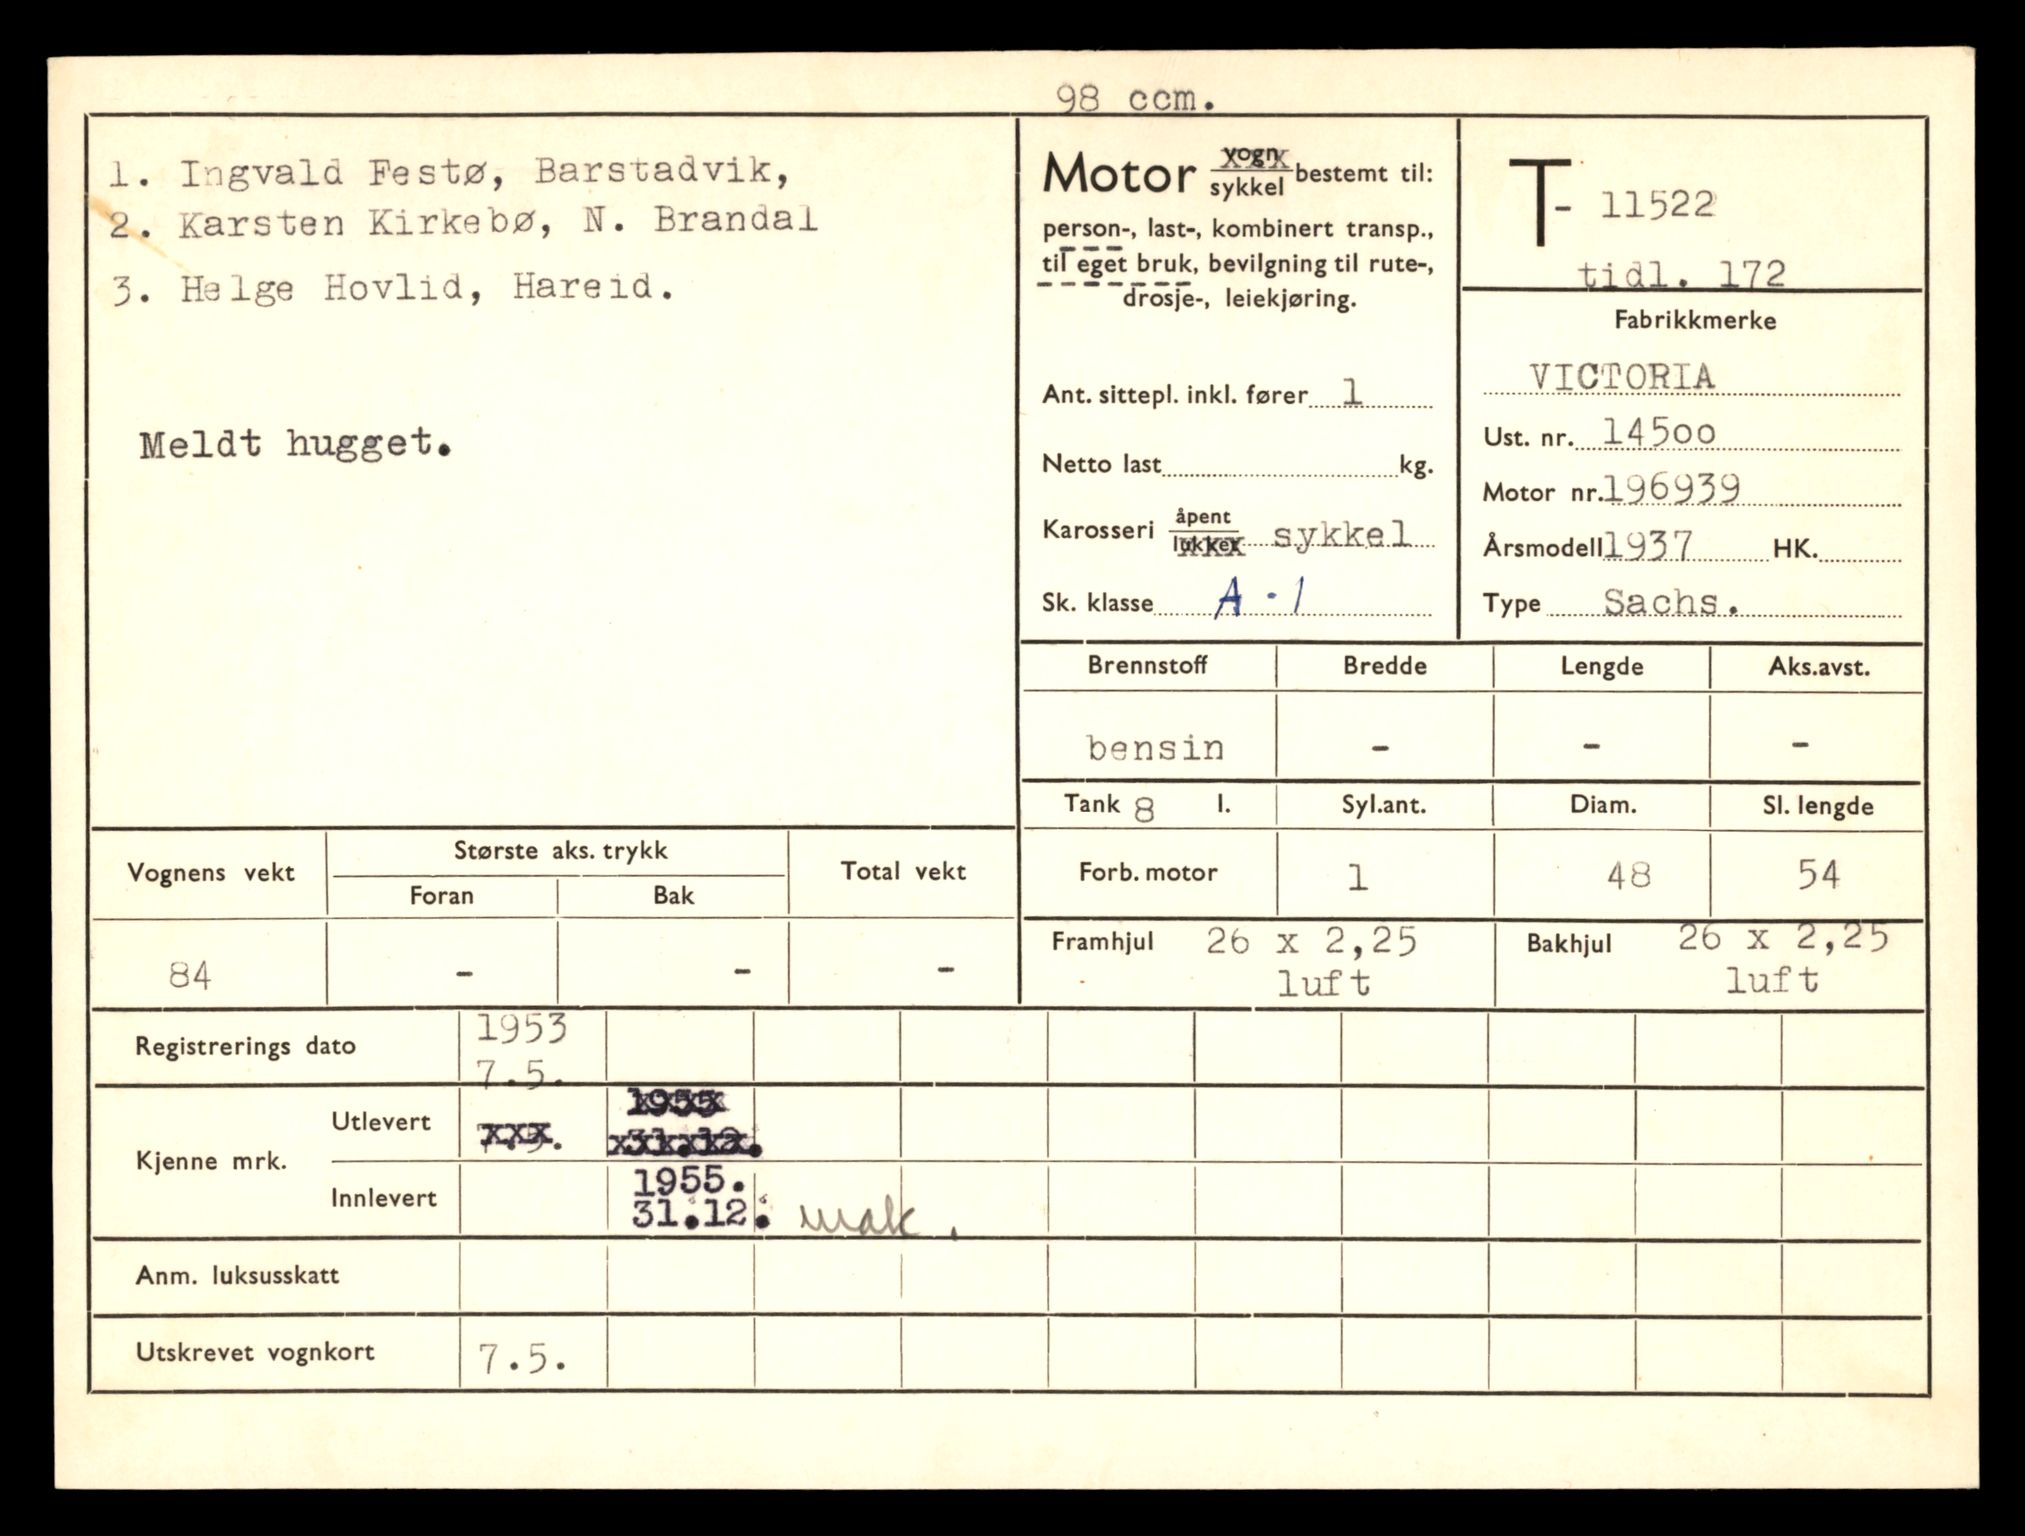 98 ccm.
1. Ingvald Festø, Barstadvik,
2. Karsten Kirkebø, N. Brandal
3. Helge Hovlid, Hareid.
Meldt hugget.
Motor vogn sykkel bestemt til:
person-, last-, kombinert transp.,
til eget bruk, bevilgning til rute-,
drosje-, leiekjøring.
Ant. sittepl. inkl. fører 1
Netto last kg.
Karosseri åpent lukket sykkel
Sk. klasse A-1
T- 11522
tidl. 172
Fabrikkmerke
VICTORIA
Ust. nr. 14500
Motor nr. 196939
Årsmodell 1937 HK.
Type Sachs.
Brennstoff Bredde Lengde Aks.avst.
bensin - - -
Tank 8 l. Syl.ant. Diam. Sl. lengde
Forb. motor 1 48 54
Framhjul 26 x 2,25 luft
Bakhjul 26 x 2,25 luft
Vognens vekt Største aks. trykk Total vekt
Foran Bak
84 - - -
Registrerings dato 1953
7.5.
Kjenne mrk.
Utlevert 7.5. 1955
31.12.
Innlevert 1955.
31.12. mak.
Anm. luksusskatt
Utskrevet vognkort 7.5.